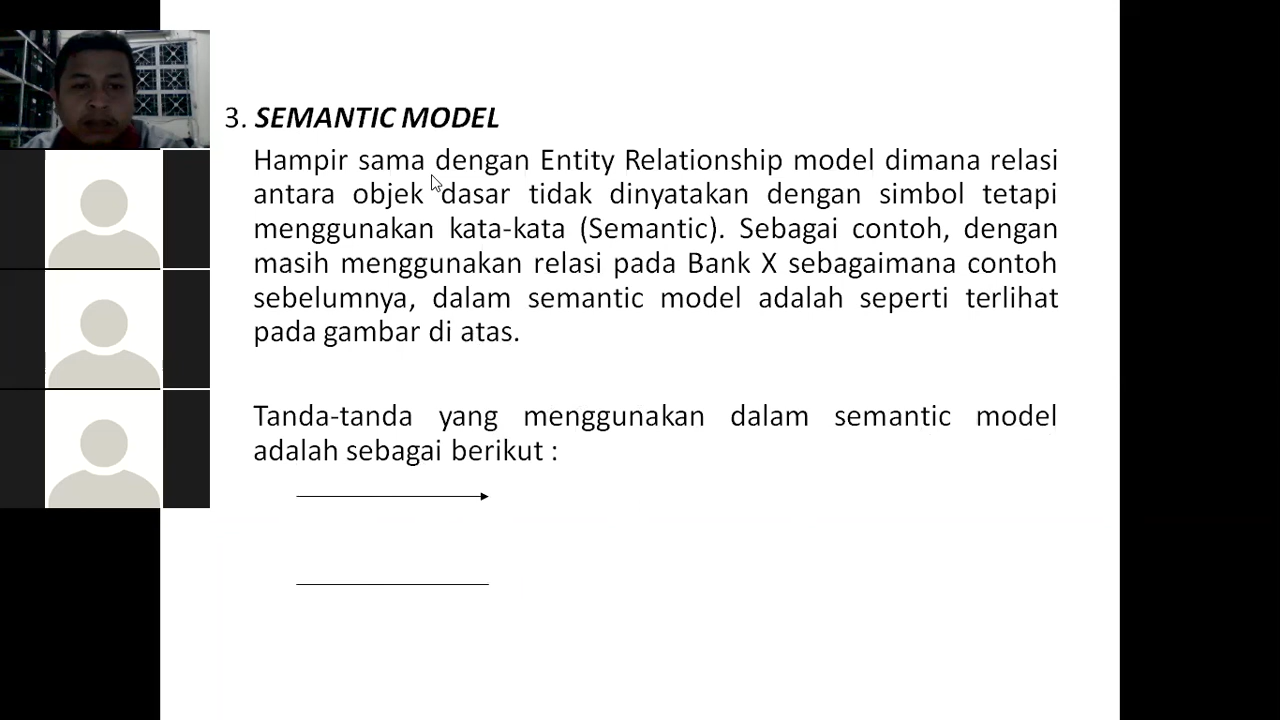 3. SEMANTIC MODEL
Hampir sama dengan Entity Relationship model dimana relasi
antara objek dasar tidak dinyatakan dengan simbol tetapi
menggunakan kata-kata (Semantic). Sebagai contoh, dengan
masih menggunakan relasi pada Bank X sebagaimana contoh
sebelumnya, dalam semantic model adalah seperti terlihat
pada gambar di atas.
Tanda-tanda yang menggunakan dalam semantic model
adalah sebagai berikut :